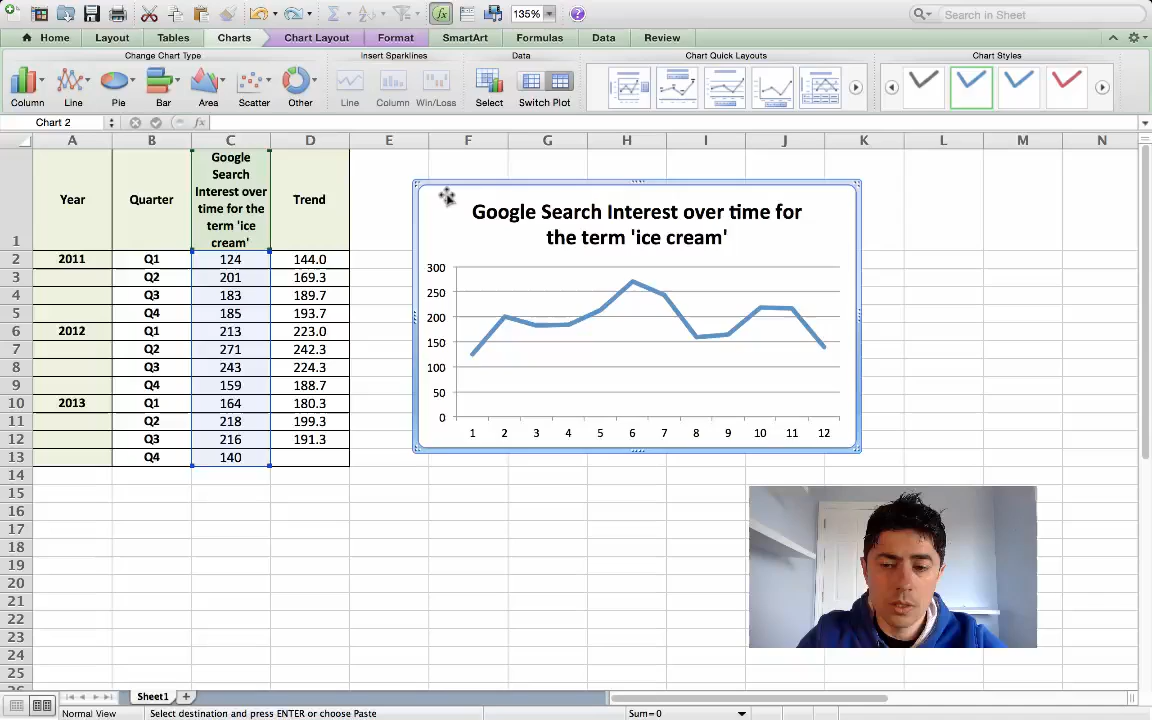 135%
Search in Sheet
Home Layout Tables Charts Chart Layout Format SmartArt Formulas Data Review
Change Chart Type Insert Sparklines Data Chart Quick Layouts Chart Styles
Column Line Pie Bar Area Scatter Other Line Column Win/Loss Select Switch Plot
Chart 2 fx
A B C D E F G H I J K L M N
1 Year Quarter Google Search Interest over time for the term 'ice cream' Trend
2 2011 Q1 124 144.0
3 Q2 201 169.3
4 Q3 183 189.7
5 Q4 185 193.7
6 2012 Q1 213 223.0
7 Q2 271 242.3
8 Q3 243 224.3
9 Q4 159 188.7
10 2013 Q1 164 180.3
11 Q2 218 199.3
12 Q3 216 191.3
13 Q4 140
14
15
16
17
18
19
20
21
22
23
24
25
Google Search Interest over time for
the term 'ice cream'
300
250
200
150
100
50
0
1 2 3 4 5 6 7 8 9 10 11 12
Sheet1
Normal View Select destination and press ENTER or choose Paste Sum=0